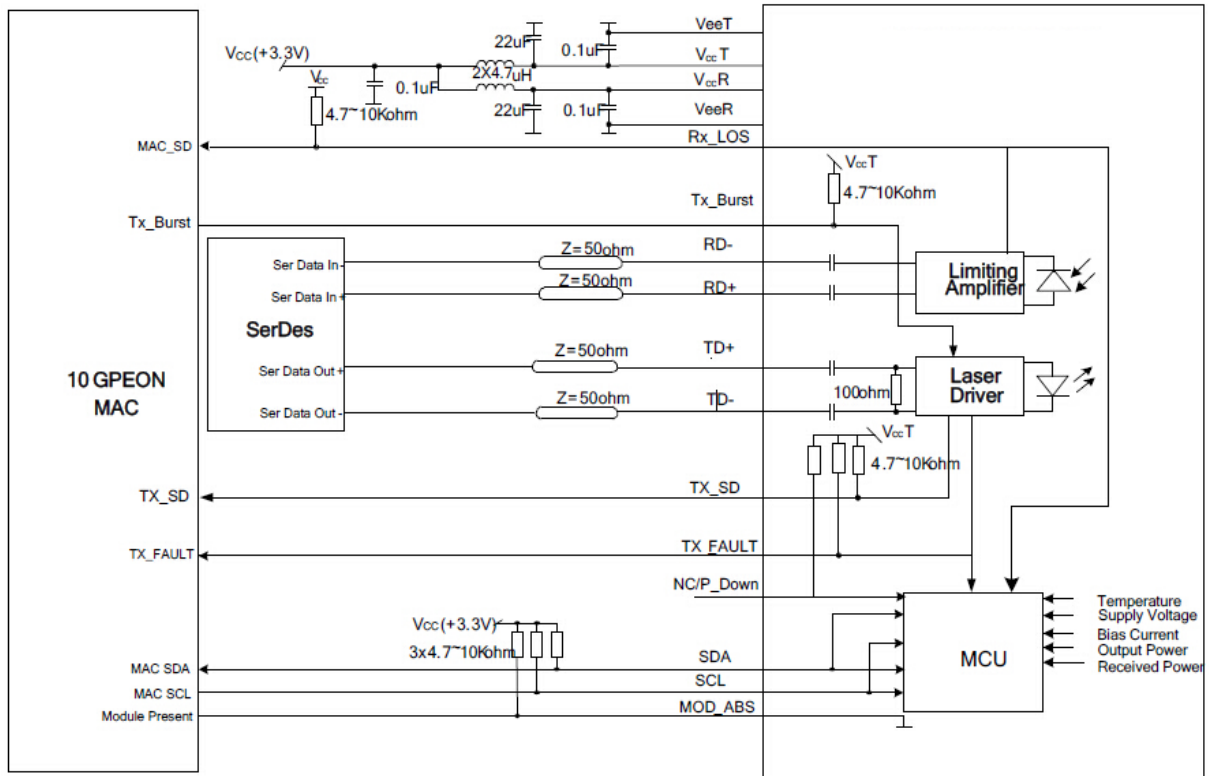 VeeT
22uF
0.1uF
Vcc(+3.3V)
VccT
2X4.7uH
VccR
Vcc
0.1uF
22uF
0.1uF
VeeR
4.7~10Kohm
Rx_LOS
MAC_SD
VccT
4.7~10Kohm
Tx_Burst
Tx_Burst
Z=50ohm
RD-
Ser Data In-
Limiting
Amplifier
Z=50ohm
RD+
Ser Data In+
SerDes
Z=50ohm
TD+
Ser Data Out +
Laser
Driver
10 GPEON
MAC
100ohm
Z=50ohm
TD-
Ser Data Out -
VccT
4.7~10Kohm
TX_SD
TX_SD
TX_FAULT
TX_FAULT
NC/P_Down
Temperature
Supply Voltage
Bias Current
Output Power
Received Power
Vcc(+3.3V)
3x4.7~10Kohm
MCU
MAC SDA
SDA
MAC SCL
SCL
Module Present
MOD_ABS